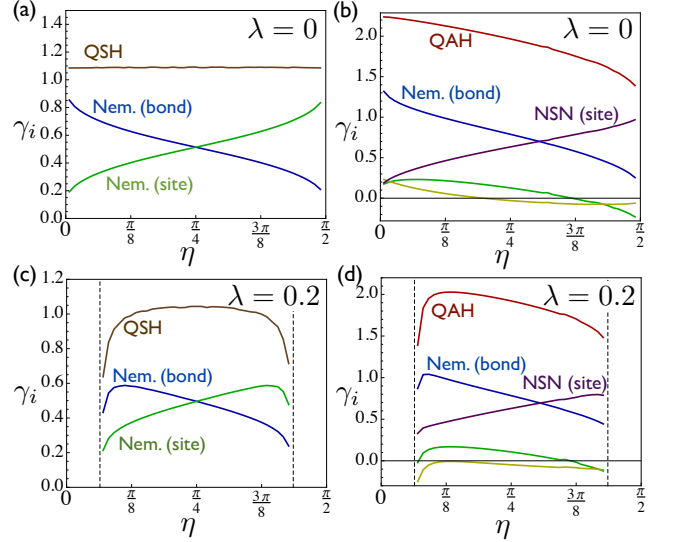 (a) λ = 0
1.4
1.2
1.0
0.8
0.6
0.4
0.2
0.0
γ_i
QSH
Nem. (bond)
Nem. (site)
0 π/8 π/4 3π/8 π/2
η
(b) λ = 0
2.0
1.5
1.0
0.5
0.0
γ_i
QAH
Nem. (bond)
NSN (site)
0 π/8 π/4 3π/8 π/2
η
(c) λ = 0.2
1.2
1.0
0.8
0.6
0.4
0.2
0.0
γ_i
QSH
Nem. (bond)
Nem. (site)
0 π/8 π/4 3π/8 π/2
η
(d) λ = 0.2
2.0
1.5
1.0
0.5
0.0
γ_i
QAH
Nem. (bond)
NSN (site)
0 π/8 π/4 3π/8 π/2
η